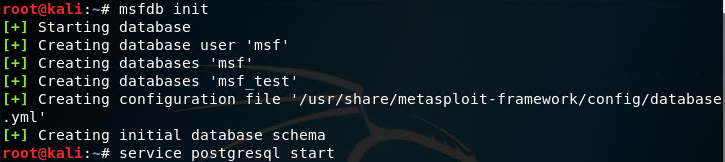 root@kali:~# msfdb init
[+] Starting database
[+] Creating database user 'msf'
[+] Creating databases 'msf'
[+] Creating databases 'msf_test'
[+] Creating configuration file '/usr/share/metasploit-framework/config/database
.yml'
[+] Creating initial database schema
root@kali:~# service postgresql start